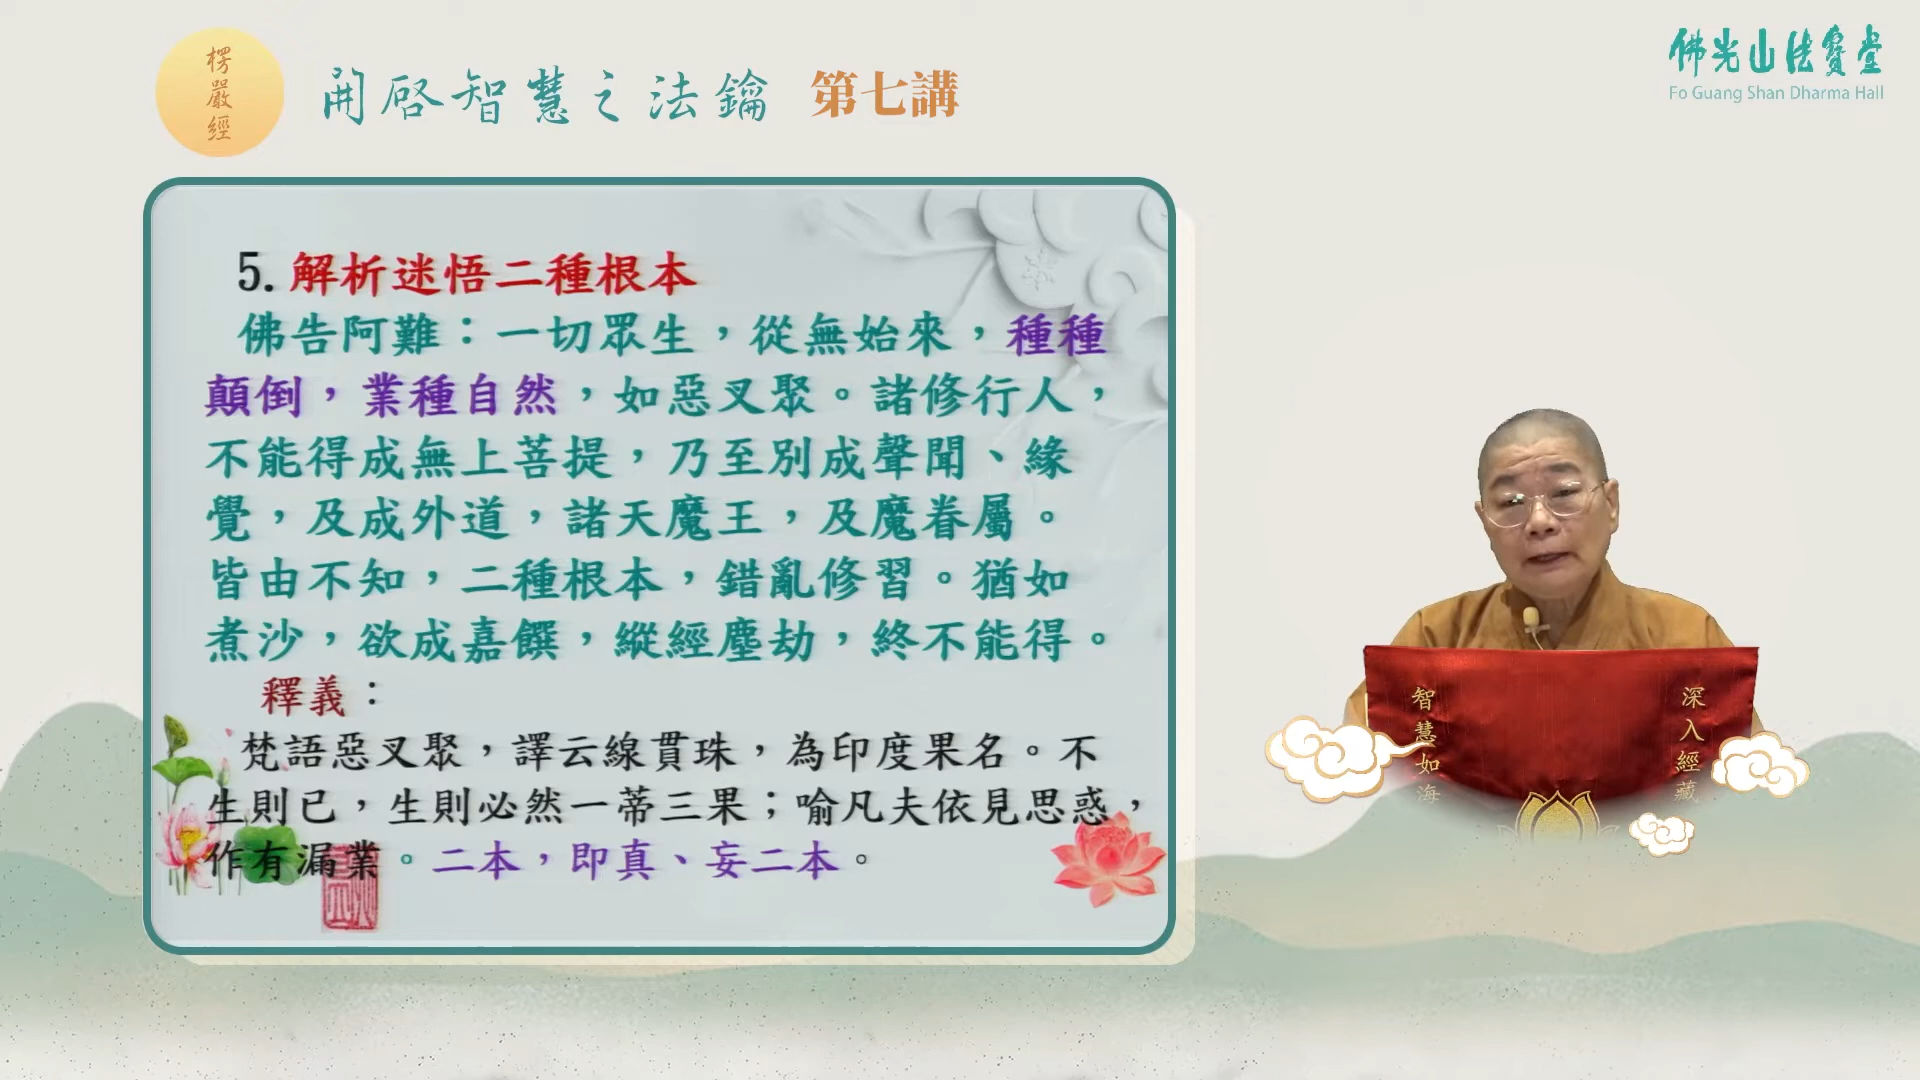 楞嚴經
開啓智慧之法鑰 第七講
佛光山法寶堂
Fo Guang Shan Dharma Hall
5. 解析迷悟二種根本
佛告阿難：一切眾生，從無始來，種種
顛倒，業種自然，如惡叉聚。諸修行人，
不能得成無上菩提，乃至別成聲聞、緣
覺，及成外道，諸天魔王，及魔眷屬。
皆由不知，二種根本，錯亂修習。猶如
煮沙，欲成嘉饌，縱經塵劫，終不能得。
釋義：
梵語惡叉聚，譯云線貫珠，為印度果名。不
生則已，生則必然一蒂三果；喻凡夫依見思惑，
作有漏業。二本，即真、妄二本。
深入經藏
智慧如海